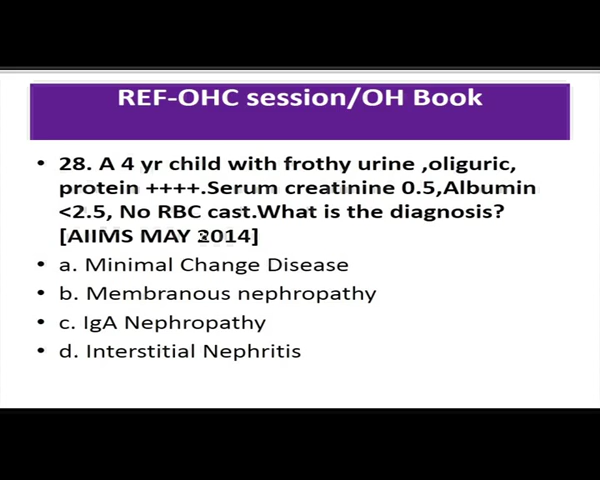 REF-OHC session/OH Book
• 28. A 4 yr child with frothy urine ,oliguric,
protein ++++.Serum creatinine 0.5,Albumin
<2.5, No RBC cast.What is the diagnosis?
[AIIMS MAY 2014]
• a. Minimal Change Disease
• b. Membranous nephropathy
• c. IgA Nephropathy
• d. Interstitial Nephritis